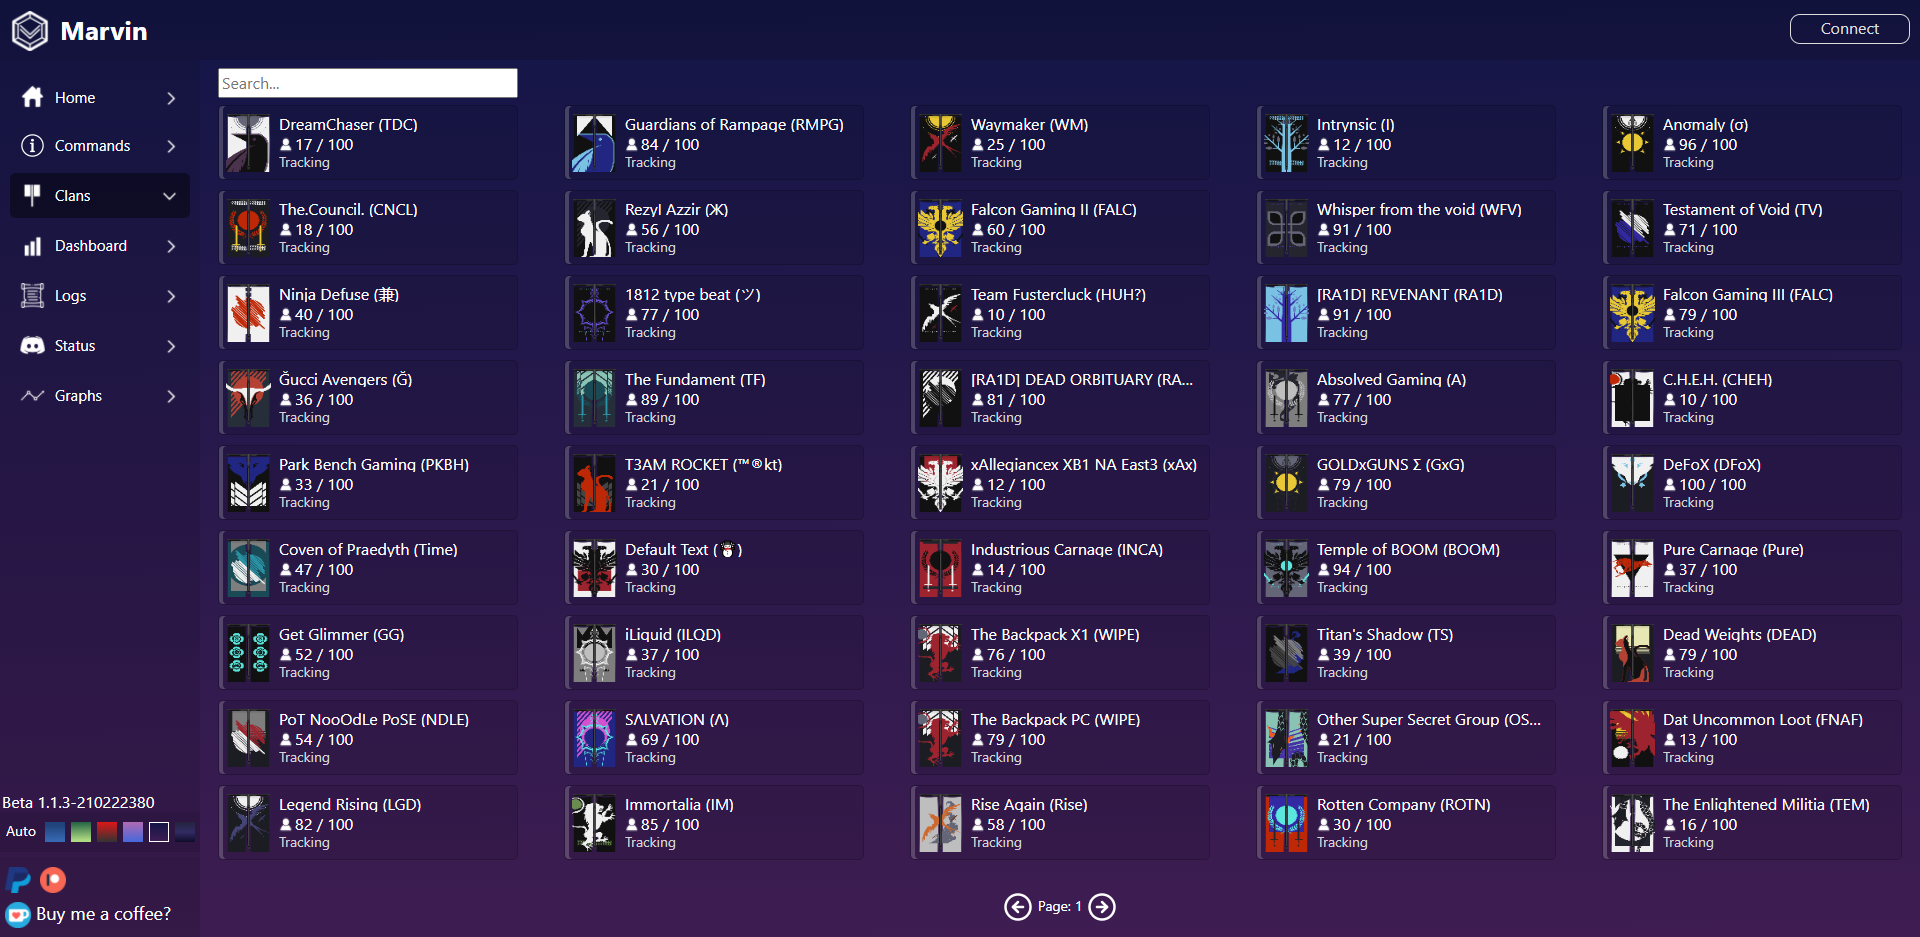 Marvin
Connect
Home
Commands
Clans
Dashboard
Logs
Status
Graphs
Beta 1.1.3-210222380
Auto
Buy me a coffee?
Search...
DreamChaser (TDC)
17 / 100
Tracking
Guardians of Rampage (RMPG)
84 / 100
Tracking
Waymaker (WM)
25 / 100
Tracking
Intrynsic (I)
12 / 100
Tracking
Anσmaly (σ)
96 / 100
Tracking
The.Council. (CNCL)
18 / 100
Tracking
Rezyl Azzir (Ж)
56 / 100
Tracking
Falcon Gaming II (FALC)
60 / 100
Tracking
Whisper from the void (WFV)
91 / 100
Tracking
Testament of Void (TV)
71 / 100
Tracking
Ninja Defuse (兼)
40 / 100
Tracking
1812 type beat (ツ)
77 / 100
Tracking
Team Fustercluck (HUH?)
10 / 100
Tracking
[RA1D] REVENANT (RA1D)
91 / 100
Tracking
Falcon Gaming III (FALC)
79 / 100
Tracking
Ğucci Avengers (Ğ)
36 / 100
Tracking
The Fundament (TF)
89 / 100
Tracking
[RA1D] DEAD ORBITUARY (RA...
81 / 100
Tracking
Absolved Gaming (A)
77 / 100
Tracking
C.H.E.H. (CHEH)
10 / 100
Tracking
Park Bench Gaming (PKBH)
33 / 100
Tracking
T3AM ROCKET (™®kt)
21 / 100
Tracking
xAllegiancex XB1 NA East3 (xAx)
12 / 100
Tracking
GOLDxGUNS Σ (GxG)
79 / 100
Tracking
DeFoX (DFoX)
100 / 100
Tracking
Coven of Praedyth (Time)
47 / 100
Tracking
Default Text (☃)
30 / 100
Tracking
Industrious Carnage (INCA)
14 / 100
Tracking
Temple of BOOM (BOOM)
94 / 100
Tracking
Pure Carnage (Pure)
37 / 100
Tracking
Get Glimmer (GG)
52 / 100
Tracking
iLiquid (ILQD)
37 / 100
Tracking
The Backpack X1 (WIPE)
76 / 100
Tracking
Titan's Shadow (TS)
39 / 100
Tracking
Dead Weights (DEAD)
79 / 100
Tracking
PoT NooOdLe PoSE (NDLE)
54 / 100
Tracking
SΛLVATION (Λ)
69 / 100
Tracking
The Backpack PC (WIPE)
79 / 100
Tracking
Other Super Secret Group (OS...
21 / 100
Tracking
Dat Uncommon Loot (FNAF)
13 / 100
Tracking
Legend Rising (LGD)
82 / 100
Tracking
Immortalia (IM)
85 / 100
Tracking
Rise Again (Rise)
58 / 100
Tracking
Rotten Company (ROTN)
30 / 100
Tracking
The Enlightened Militia (TEM)
16 / 100
Tracking
Page: 1